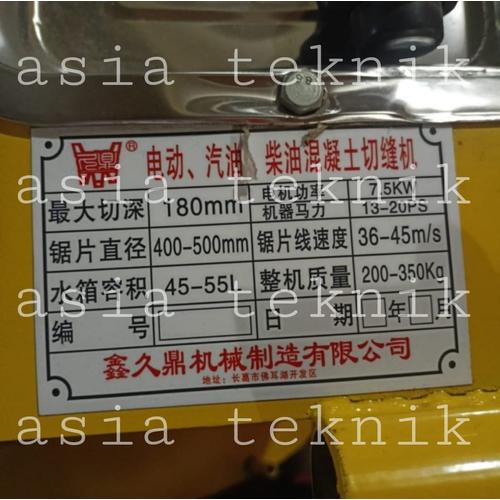 asia teknik
asia teknik
R
电动、汽油 柴油混凝土切缝机
最大切深 180mm 电机功率 7.5KW
机器马力 13-20PS
锯片直径 400-500mm 锯片线速度 36-45m/s
水箱容积 45-55L 整机质量 200-350Kg
编号 日期 年 月
鑫久鼎机械制造有限公司
地址：长葛市佛耳湖开发区
asia teknik
asia teknik
asia teknik